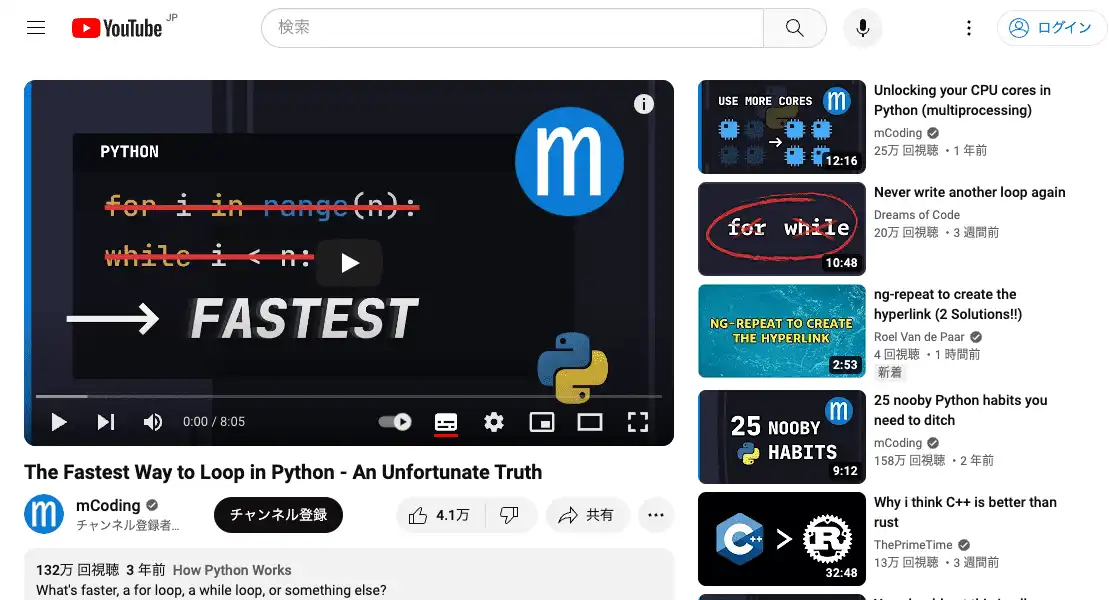 YouTube JP
検索
ログイン
PYTHON
for i in range(n):
while i < n:
FASTEST
m
0:00 / 8:05
The Fastest Way to Loop in Python - An Unfortunate Truth
m
mCoding
チャンネル登録者...
チャンネル登録
4.1万
共有
132万 回視聴 3 年前 How Python Works
What's faster, a for loop, a while loop, or something else?
USE MORE CORES
m
12:16
Unlocking your CPU cores in
Python (multiprocessing)
mCoding
25万 回視聴 ・1 年前
for while
10:48
Never write another loop again
Dreams of Code
20万 回視聴 ・3 週間前
NG-REPEAT TO CREATE
THE HYPERLINK
2:53
ng-repeat to create the
hyperlink (2 Solutions!!)
Roel Van de Paar
4 回視聴 ・1 時間前
新着
25 NOOBY
HABITS
m
9:12
25 nooby Python habits you
need to ditch
mCoding
158万 回視聴 ・2 年前
C++ > R
32:48
Why i think C++ is better than
rust
ThePrimeTime
13万 回視聴 ・3 週間前